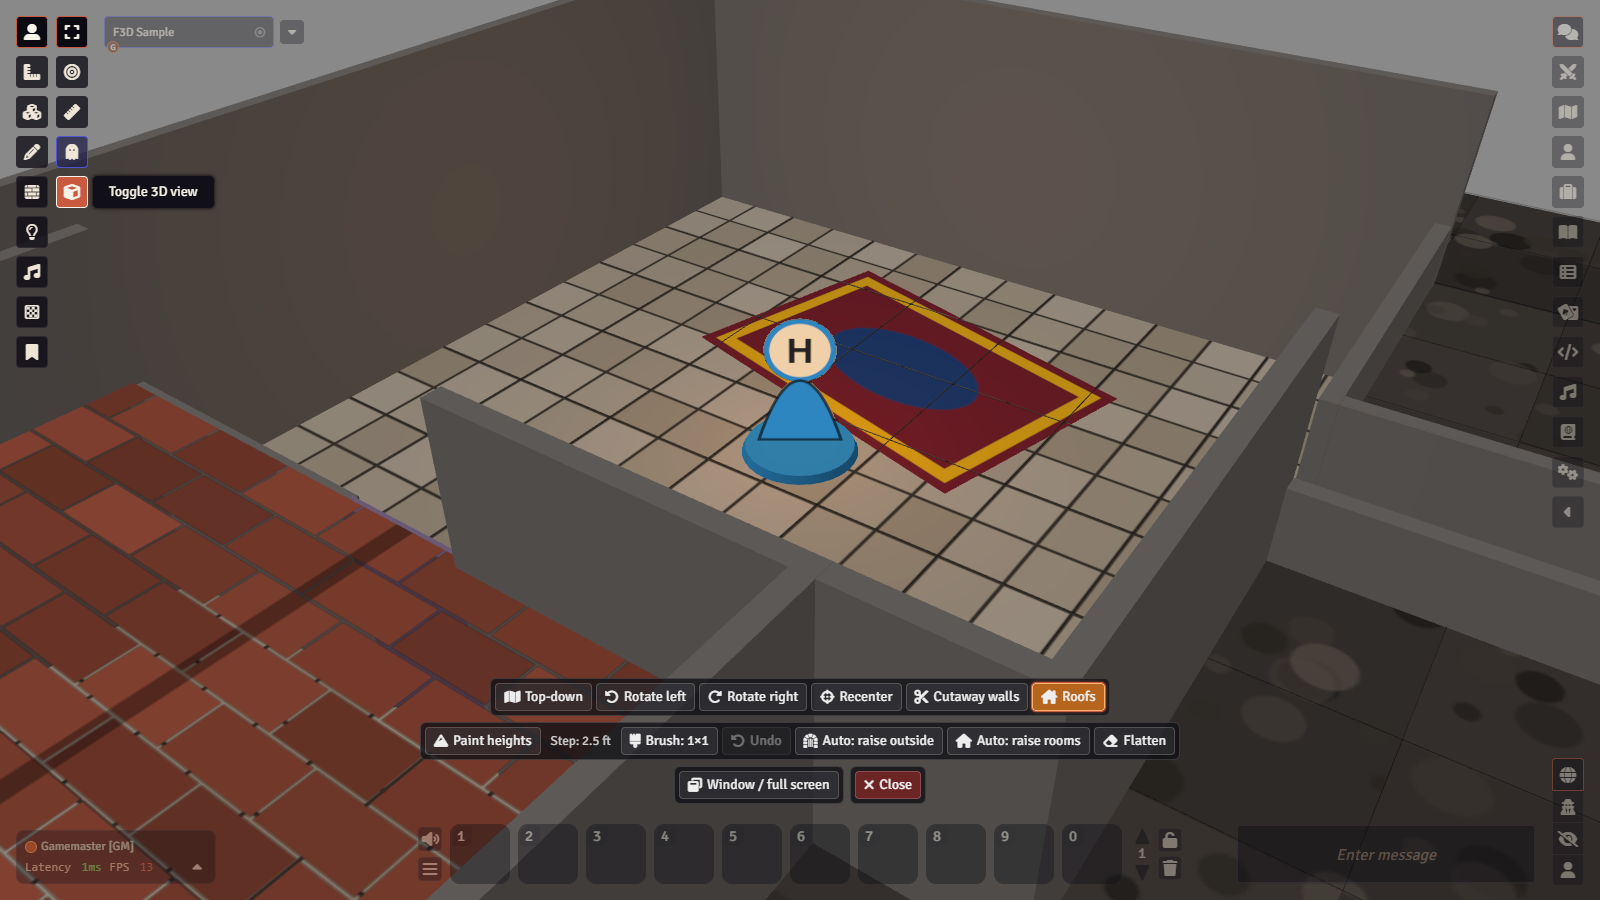 F3D Sample
G
Toggle 3D view
H
Top-down
Rotate left
Rotate right
Recenter
Cutaway walls
Roofs
Paint heights
Step: 2.5 ft
Brush: 1×1
Undo
Auto: raise outside
Auto: raise rooms
Flatten
Window / full screen
Close
Gamemaster [GM]
Latency 1ms FPS 13
1
2
3
4
5
6
7
8
9
0
1
Enter message